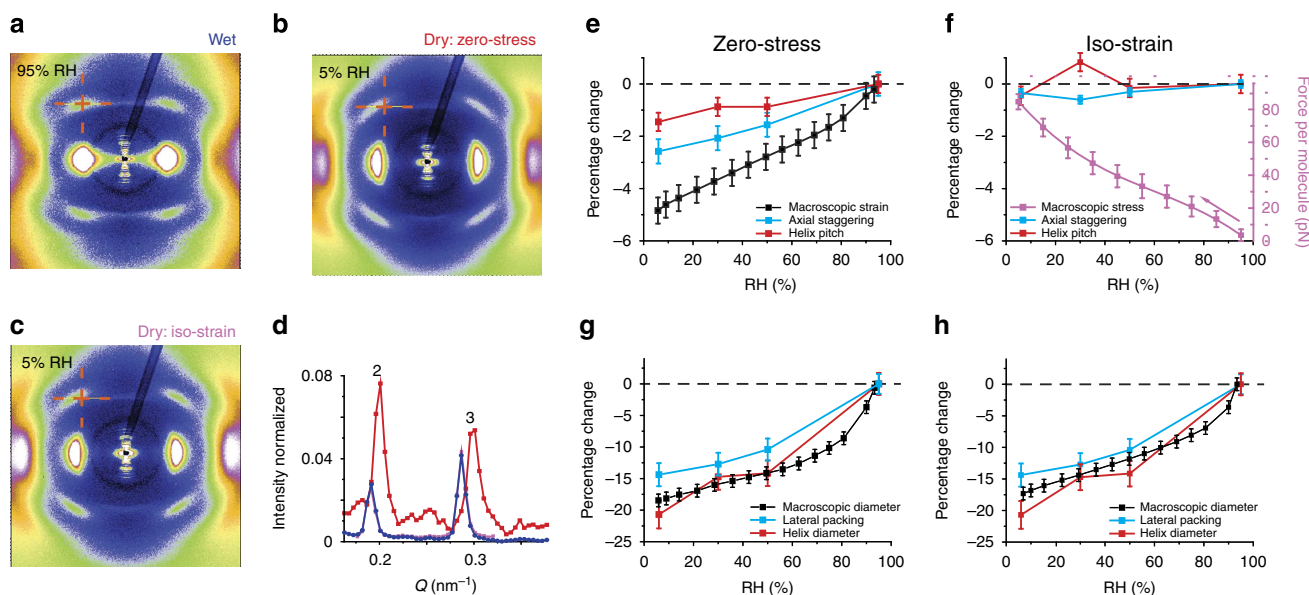 a
Wet
95% RH
b
Dry: zero-stress
5% RH
c
Dry: iso-strain
5% RH
d
0.08
0.04
0
2
3
0.2
0.3
Intensity normalized
Q (nm⁻¹)
e
Zero-stress
0
−2
−4
−6
Percentage change
Macroscopic strain
Axial staggering
Helix pitch
0 20 40 60 80 100
RH (%)
f
Iso-strain
0
−2
−4
−6
Percentage change
80
60
40
20
0
Force per molecule (pN)
Macroscopic stress
Axial staggering
Helix pitch
0 20 40 60 80 100
RH (%)
g
0
−5
−10
−15
−20
−25
Percentage change
Macroscopic diameter
Lateral packing
Helix diameter
0 20 40 60 80 100
RH (%)
h
0
−5
−10
−15
−20
−25
Percentage change
Macroscopic diameter
Lateral packing
Helix diameter
0 20 40 60 80 100
RH (%)